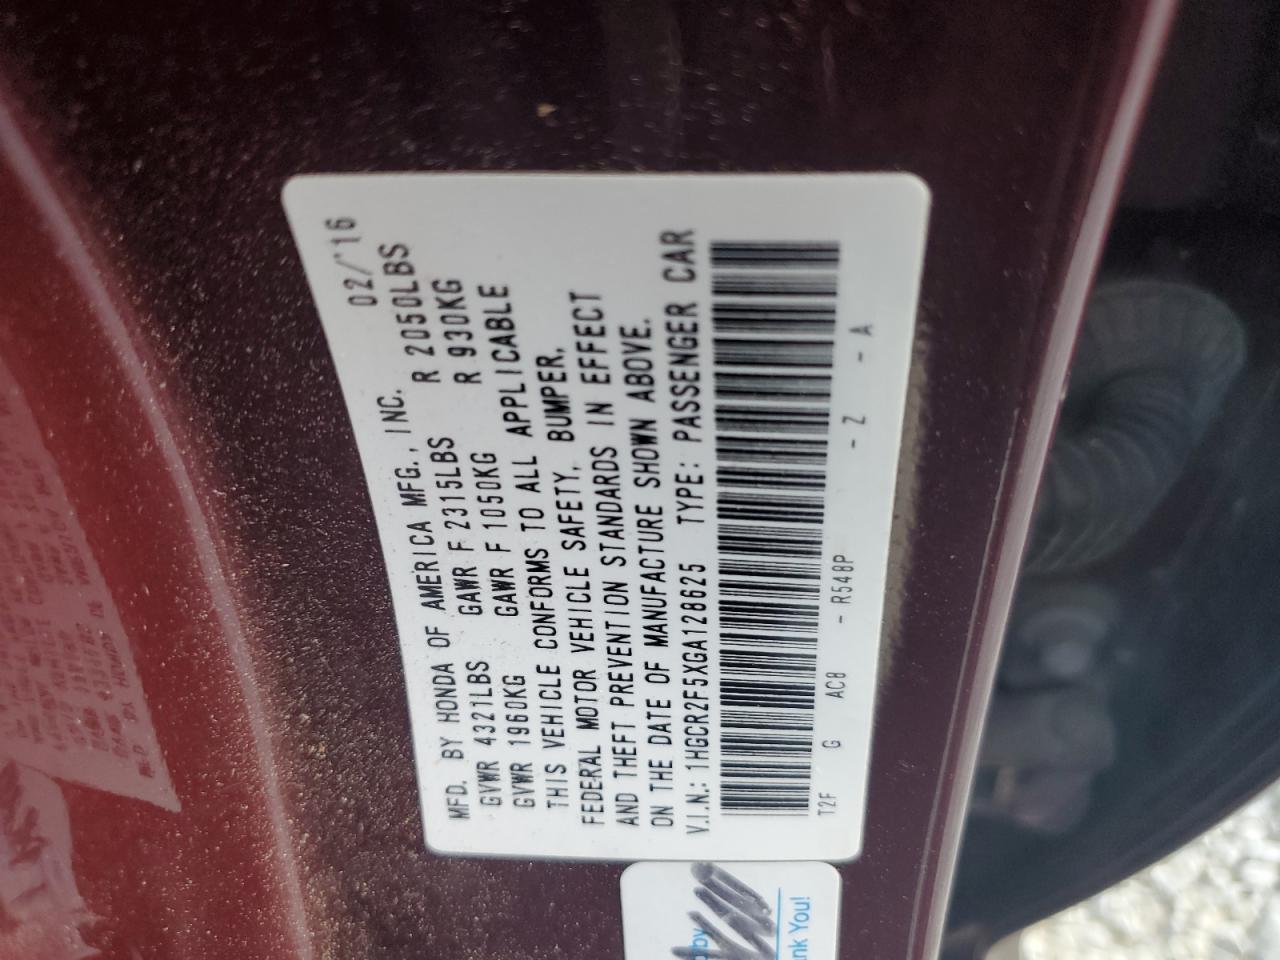 MFD. BY HONDA OF AMERICA MFG., INC. 02/'16
GVWR 4321LBS GAWR F 2315LBS R 2050LBS
GVWR 1960KG GAWR F 1050KG R 930KG
THIS VEHICLE CONFORMS TO ALL APPLICABLE
FEDERAL MOTOR VEHICLE SAFETY, BUMPER,
AND THEFT PREVENTION STANDARDS IN EFFECT
ON THE DATE OF MANUFACTURE SHOWN ABOVE.
V.I.N.: 1HGCR2F5XGA128625 TYPE: PASSENGER CAR
T2F G AC8 - R548P - Z - A
by
nk You!